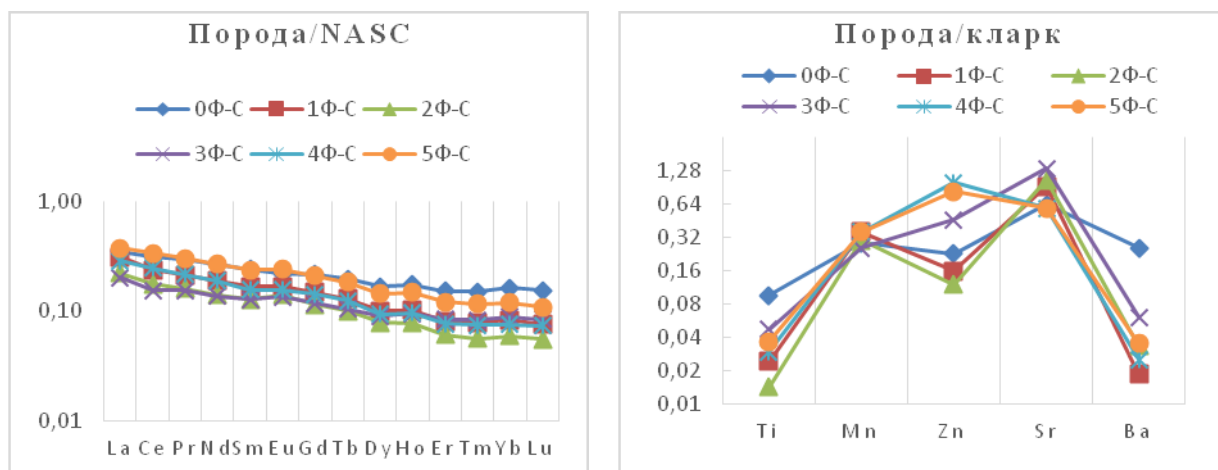 Порода/NASC
0Ф-С 1Ф-С 2Ф-С
3Ф-С 4Ф-С 5Ф-С
1,00
0,10
0,01
La Ce Pr Nd Sm Eu Gd Tb Dy Ho Er Tm Yb Lu
Порода/кларк
0Ф-С 1Ф-С 2Ф-С
3Ф-С 4Ф-С 5Ф-С
1,28
0,64
0,32
0,16
0,08
0,04
0,02
0,01
Ti Mn Zn Sr Ba